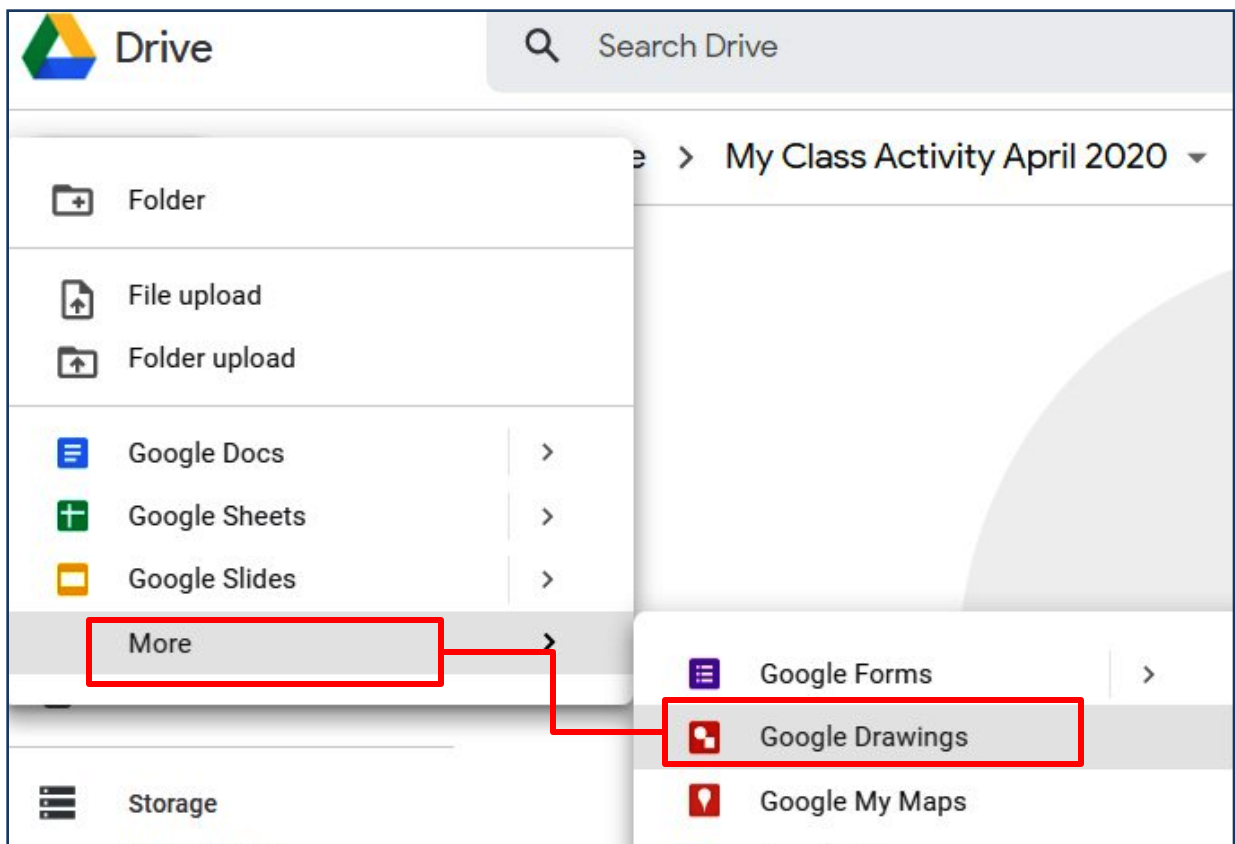 Drive
Search Drive
e > My Class Activity April 2020
Folder
File upload
Folder upload
Google Docs
Google Sheets
Google Slides
More
Google Forms
Google Drawings
Google My Maps
Storage